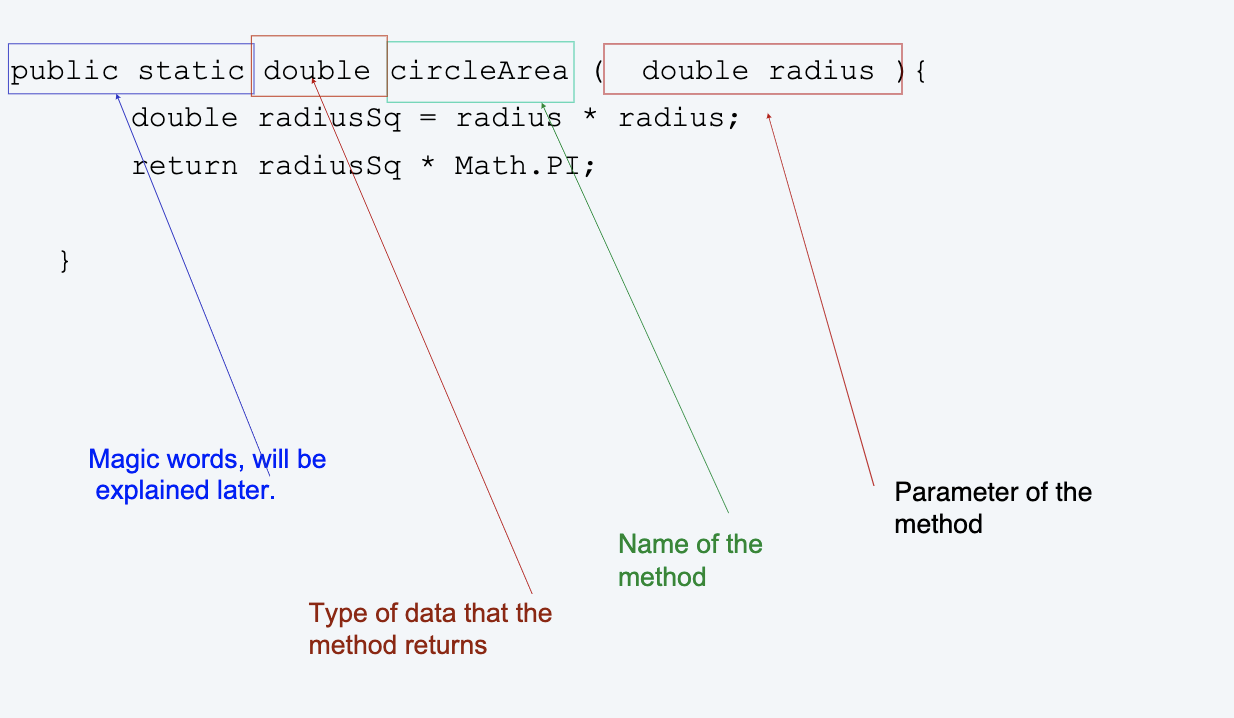 public static double circleArea ( double radius ){
double radiusSq = radius * radius;
return radiusSq * Math.PI;
}
Magic words, will be
explained later.
Parameter of the
method
Name of the
method
Type of data that the
method returns